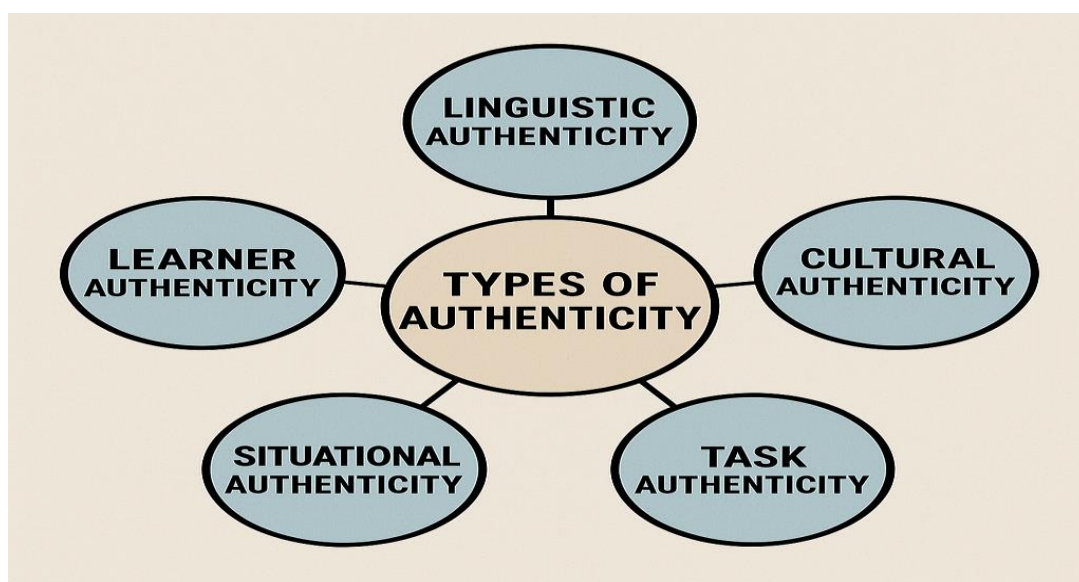 LINGUISTIC
AUTHENTICITY
LEARNER
AUTHENTICITY
TYPES OF
AUTHENTICITY
CULTURAL
AUTHENTICITY
SITUATIONAL
AUTHENTICITY
TASK
AUTHENTICITY